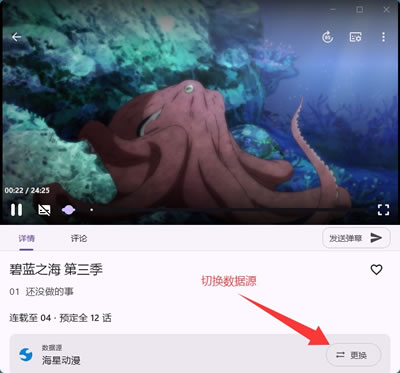 85
00:22 / 24:25
详情
评论
发送弹幕
碧蓝之海 第三季
01 还没做的事
切换数据源
连载至 04 · 预定全 12 话
数据源
海星动漫
更换